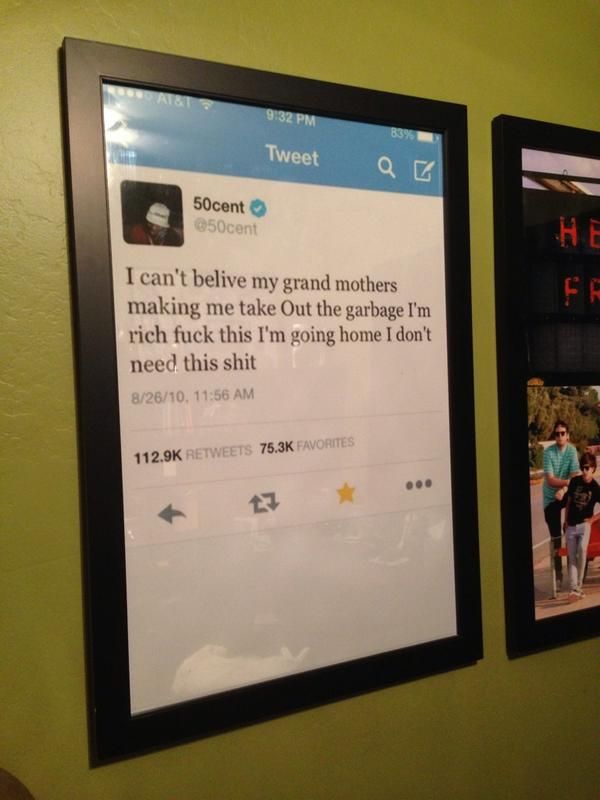 AT&T 9:32 PM 83%
Tweet
50cent
@50cent
I can't belive my grand mothers
making me take Out the garbage I'm
rich fuck this I'm going home I don't
need this shit
8/26/10, 11:56 AM
112.9K RETWEETS 75.3K FAVORITES
HE
FR